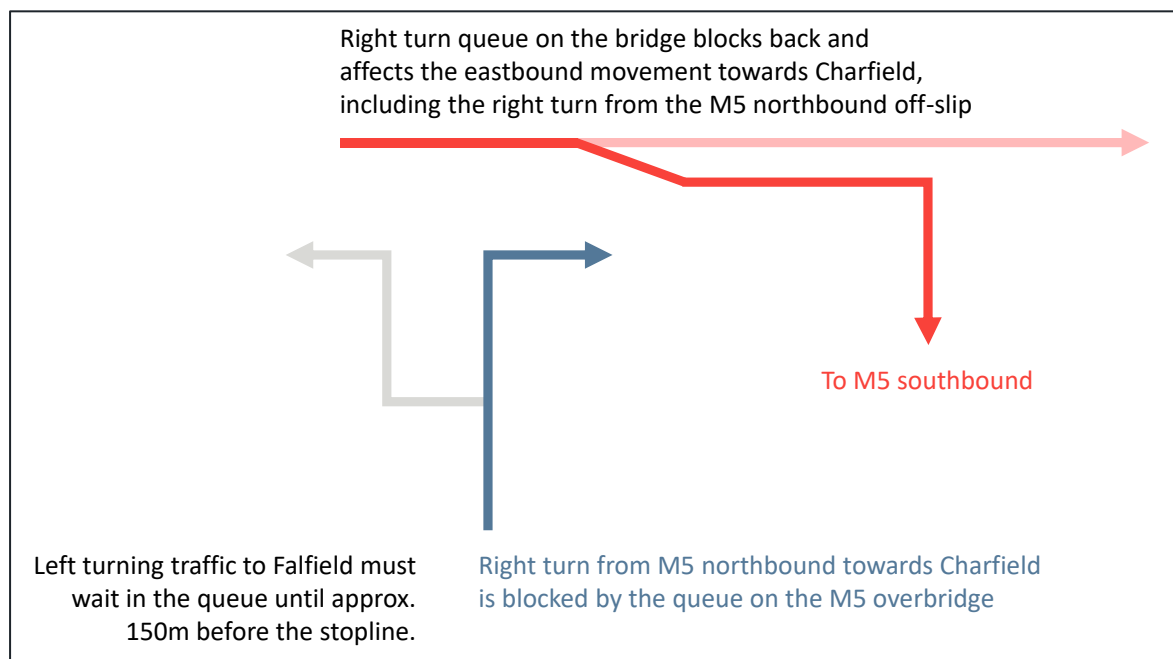 Right turn queue on the bridge blocks back and
affects the eastbound movement towards Charfield,
including the right turn from the M5 northbound off-slip
To M5 southbound
Left turning traffic to Falfield must
wait in the queue until approx.
150m before the stopline.
Right turn from M5 northbound towards Charfield
is blocked by the queue on the M5 overbridge